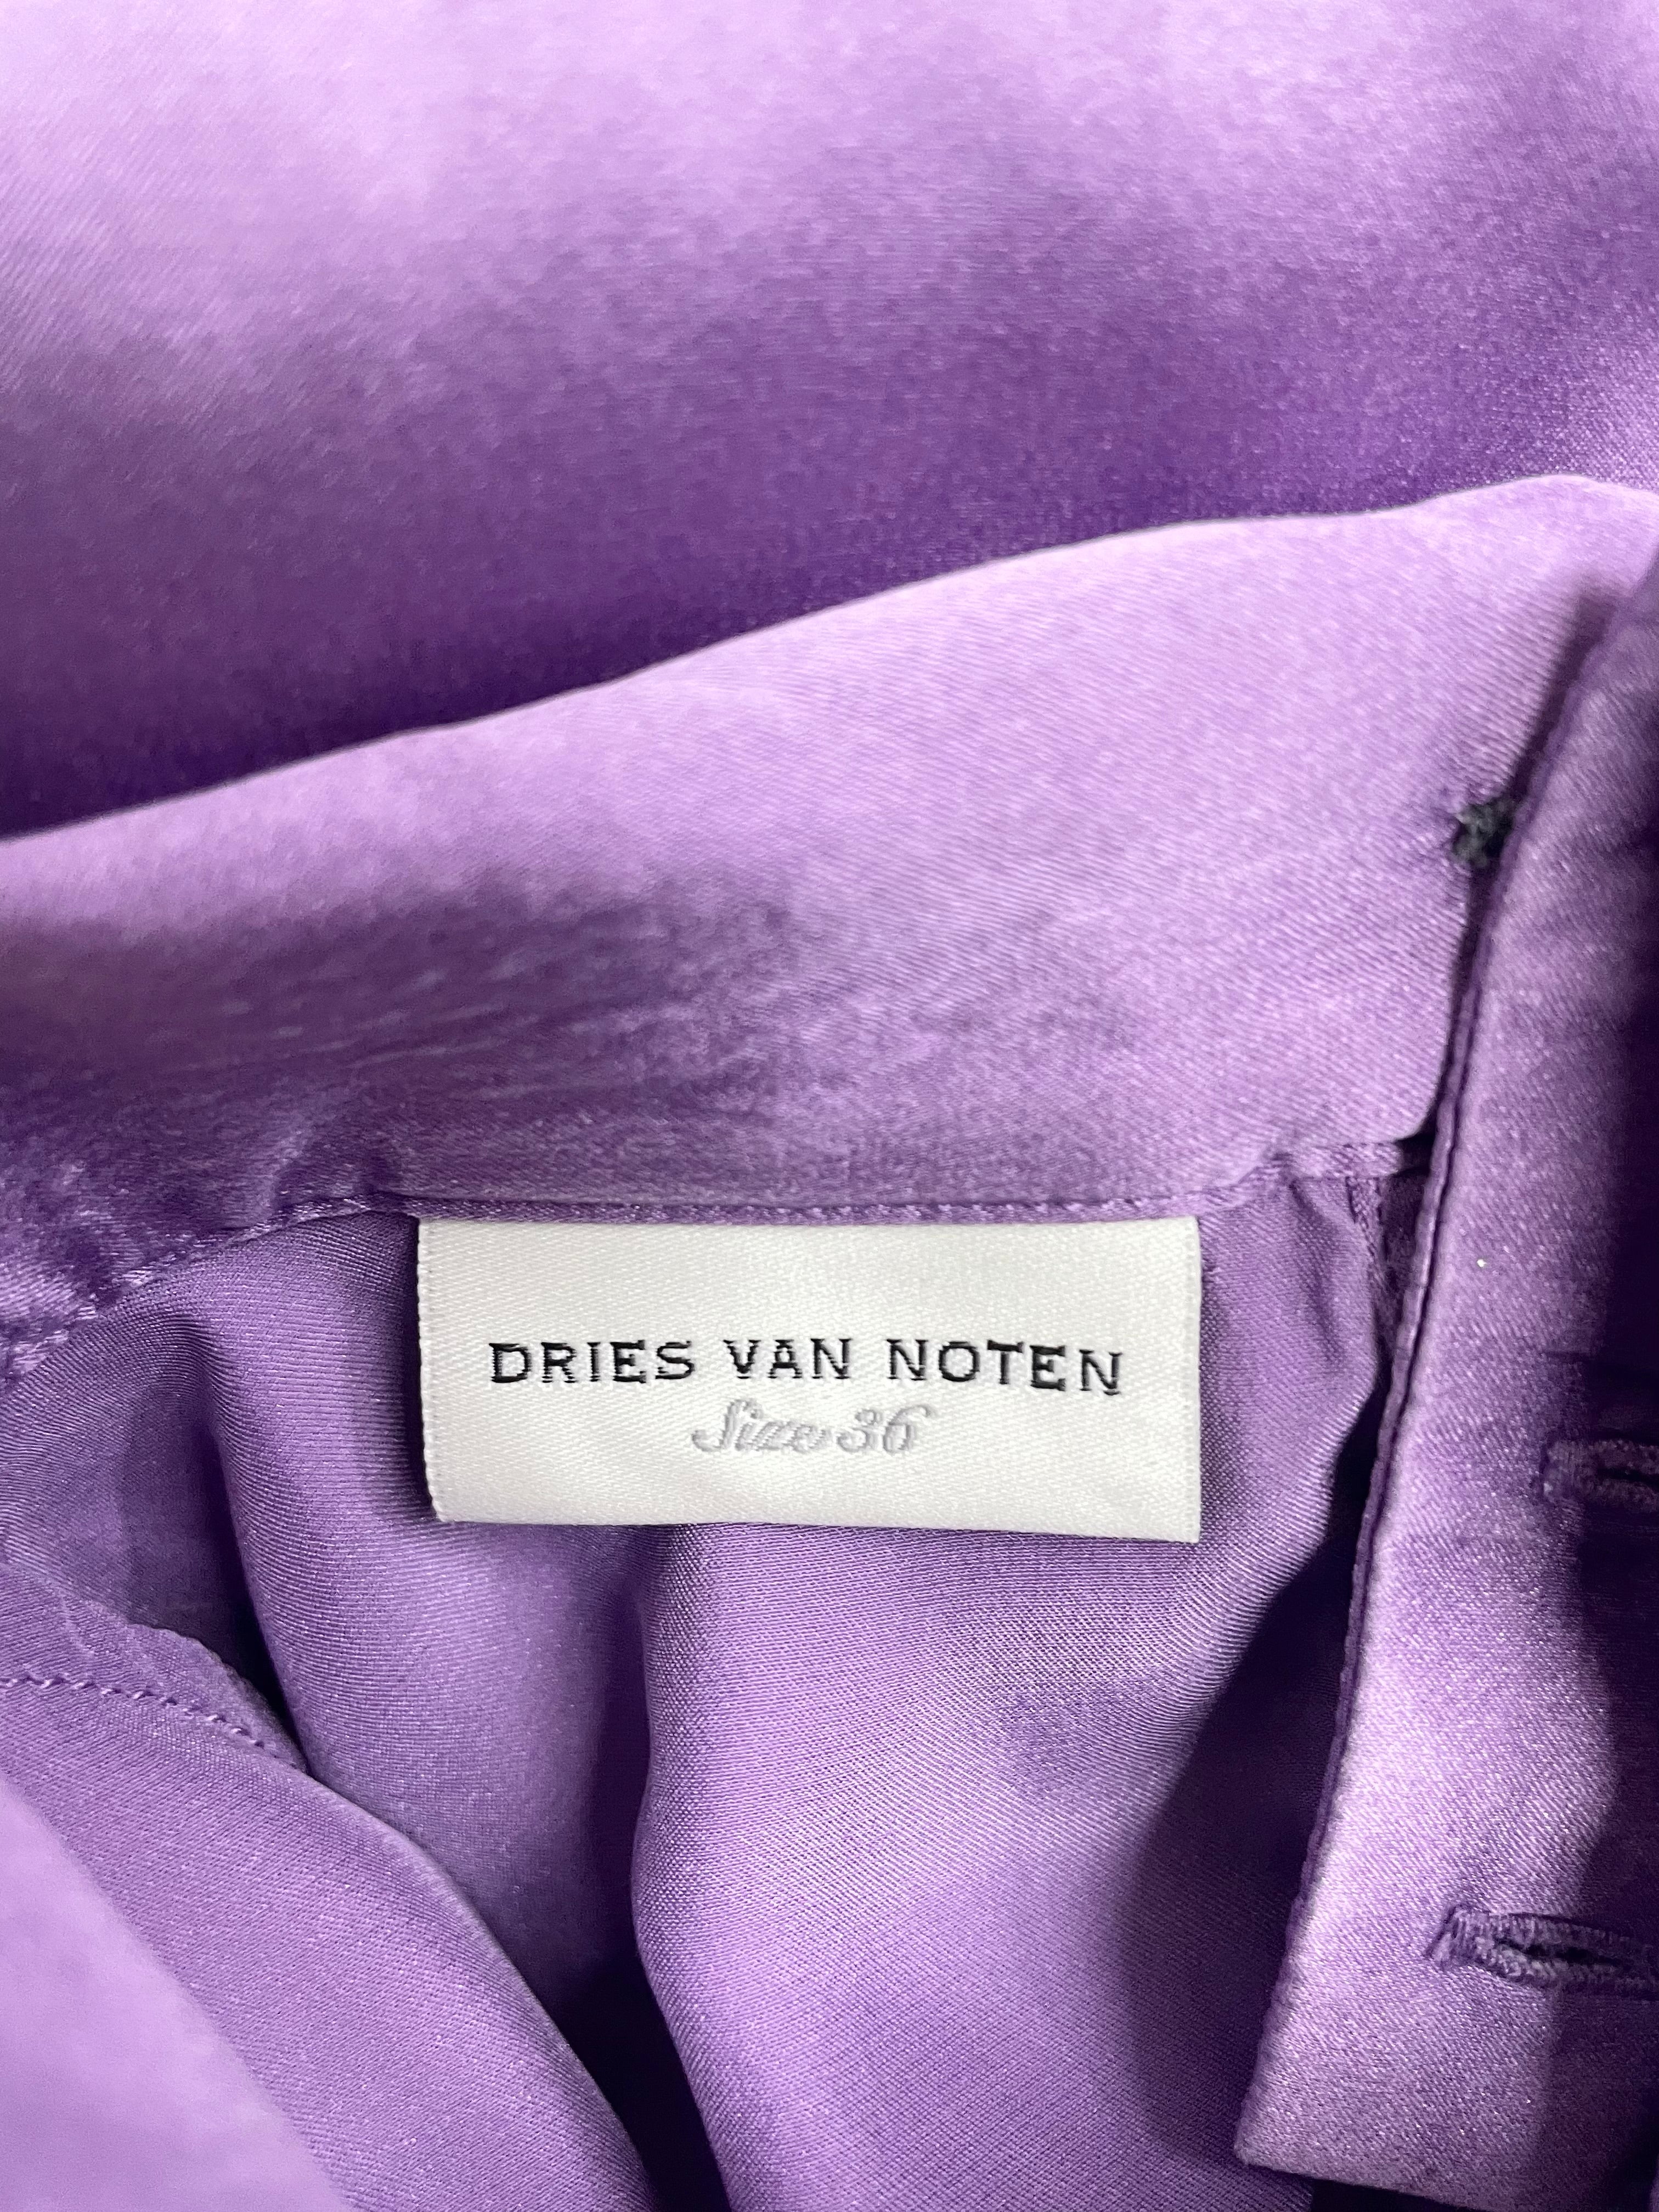 DRIES VAN NOTEN
Size 36